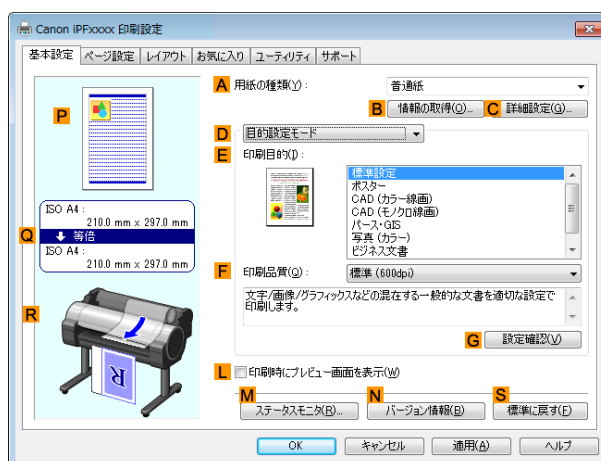 Canon iPFxxxx 印刷設定
基本設定 ページ設定 レイアウト お気に入り ユーティリティ サポート
A 用紙の種類(Y): 普通紙
B 情報の取得(O)... C 詳細設定(G)...
D 目的設定モード
E 印刷目的(I):
標準設定
ポスター
CAD (カラー線画)
CAD (モノクロ線画)
パース・GIS
写真 (カラー)
ビジネス文書
F 印刷品質(Q): 標準 (600dpi)
文字/画像/グラフィックスなどの混在する一般的な文書を適切な設定で
印刷します。
G 設定確認(V)
P
ISO A4 :
210.0 mm x 297.0 mm
Q 等倍
ISO A4 :
210.0 mm x 297.0 mm
R
R
L 印刷時にプレビュー画面を表示(W)
M N S
ステータスモニタ(R)... バージョン情報(B) 標準に戻す(F)
OK キャンセル 適用(A) ヘルプ